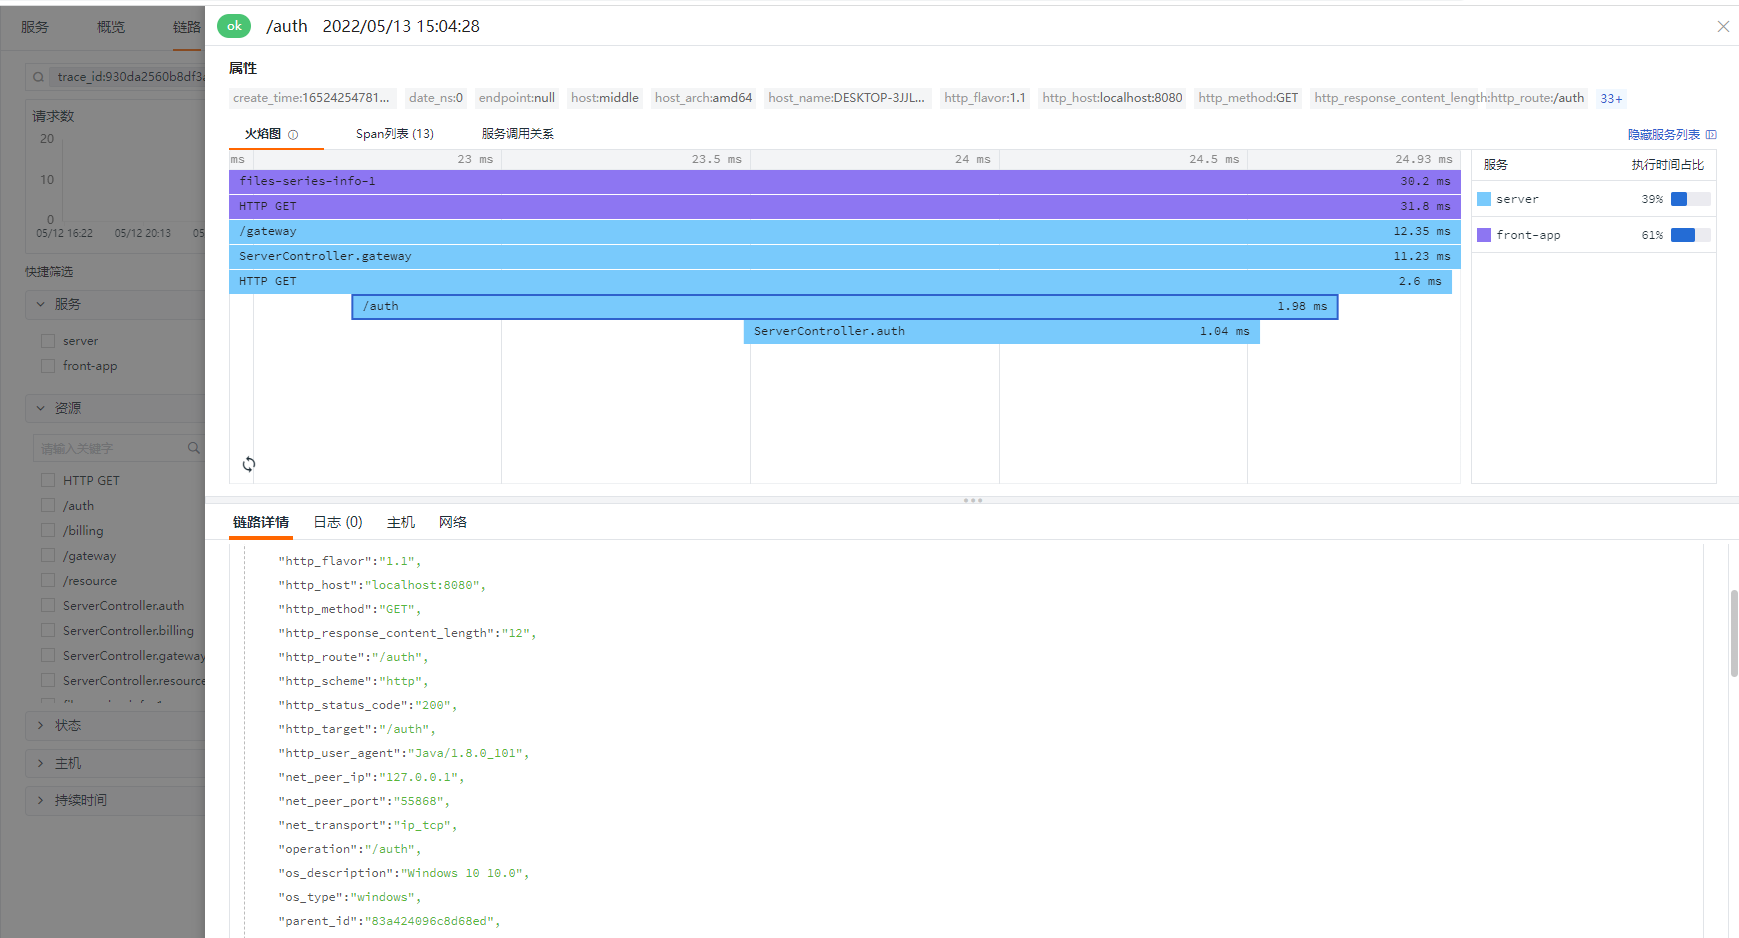 服务 概览 链路
ok /auth 2022/05/13 15:04:28
trace_id:930da2560b8df3a
请求数
20
10
0
05/12 16:22 05/12 20:13 05
快捷筛选
服务
server
front-app
资源
请输入关键字
HTTP GET
/auth
/billing
/gateway
/resource
ServerController.auth
ServerController.billing
ServerController.gateway
ServerController.resource
状态
主机
持续时间
属性
create_time:16524254781... date_ns:0 endpoint:null host:middle host_arch:amd64 host_name:DESKTOP-3JJL... http_flavor:1.1 http_host:localhost:8080 http_method:GET http_response_content_length:http_route:/auth 33+
火焰图 Span列表 (13) 服务调用关系 隐藏服务列表
ms 23 ms 23.5 ms 24 ms 24.5 ms 24.93 ms
files-series-info-1 30.2 ms
HTTP GET 31.8 ms
/gateway 12.35 ms
ServerController.gateway 11.23 ms
HTTP GET 2.6 ms
/auth 1.98 ms
ServerController.auth 1.04 ms
服务 执行时间占比
server 39%
front-app 61%
链路详情 日志 (0) 主机 网络
"http_flavor":"1.1",
"http_host":"localhost:8080",
"http_method":"GET",
"http_response_content_length":"12",
"http_route":"/auth",
"http_scheme":"http",
"http_status_code":"200",
"http_target":"/auth",
"http_user_agent":"Java/1.8.0_101",
"net_peer_ip":"127.0.0.1",
"net_peer_port":"55868",
"net_transport":"ip_tcp",
"operation":"/auth",
"os_description":"Windows 10 10.0",
"os_type":"windows",
"parent_id":"83a424096c8d68ed",